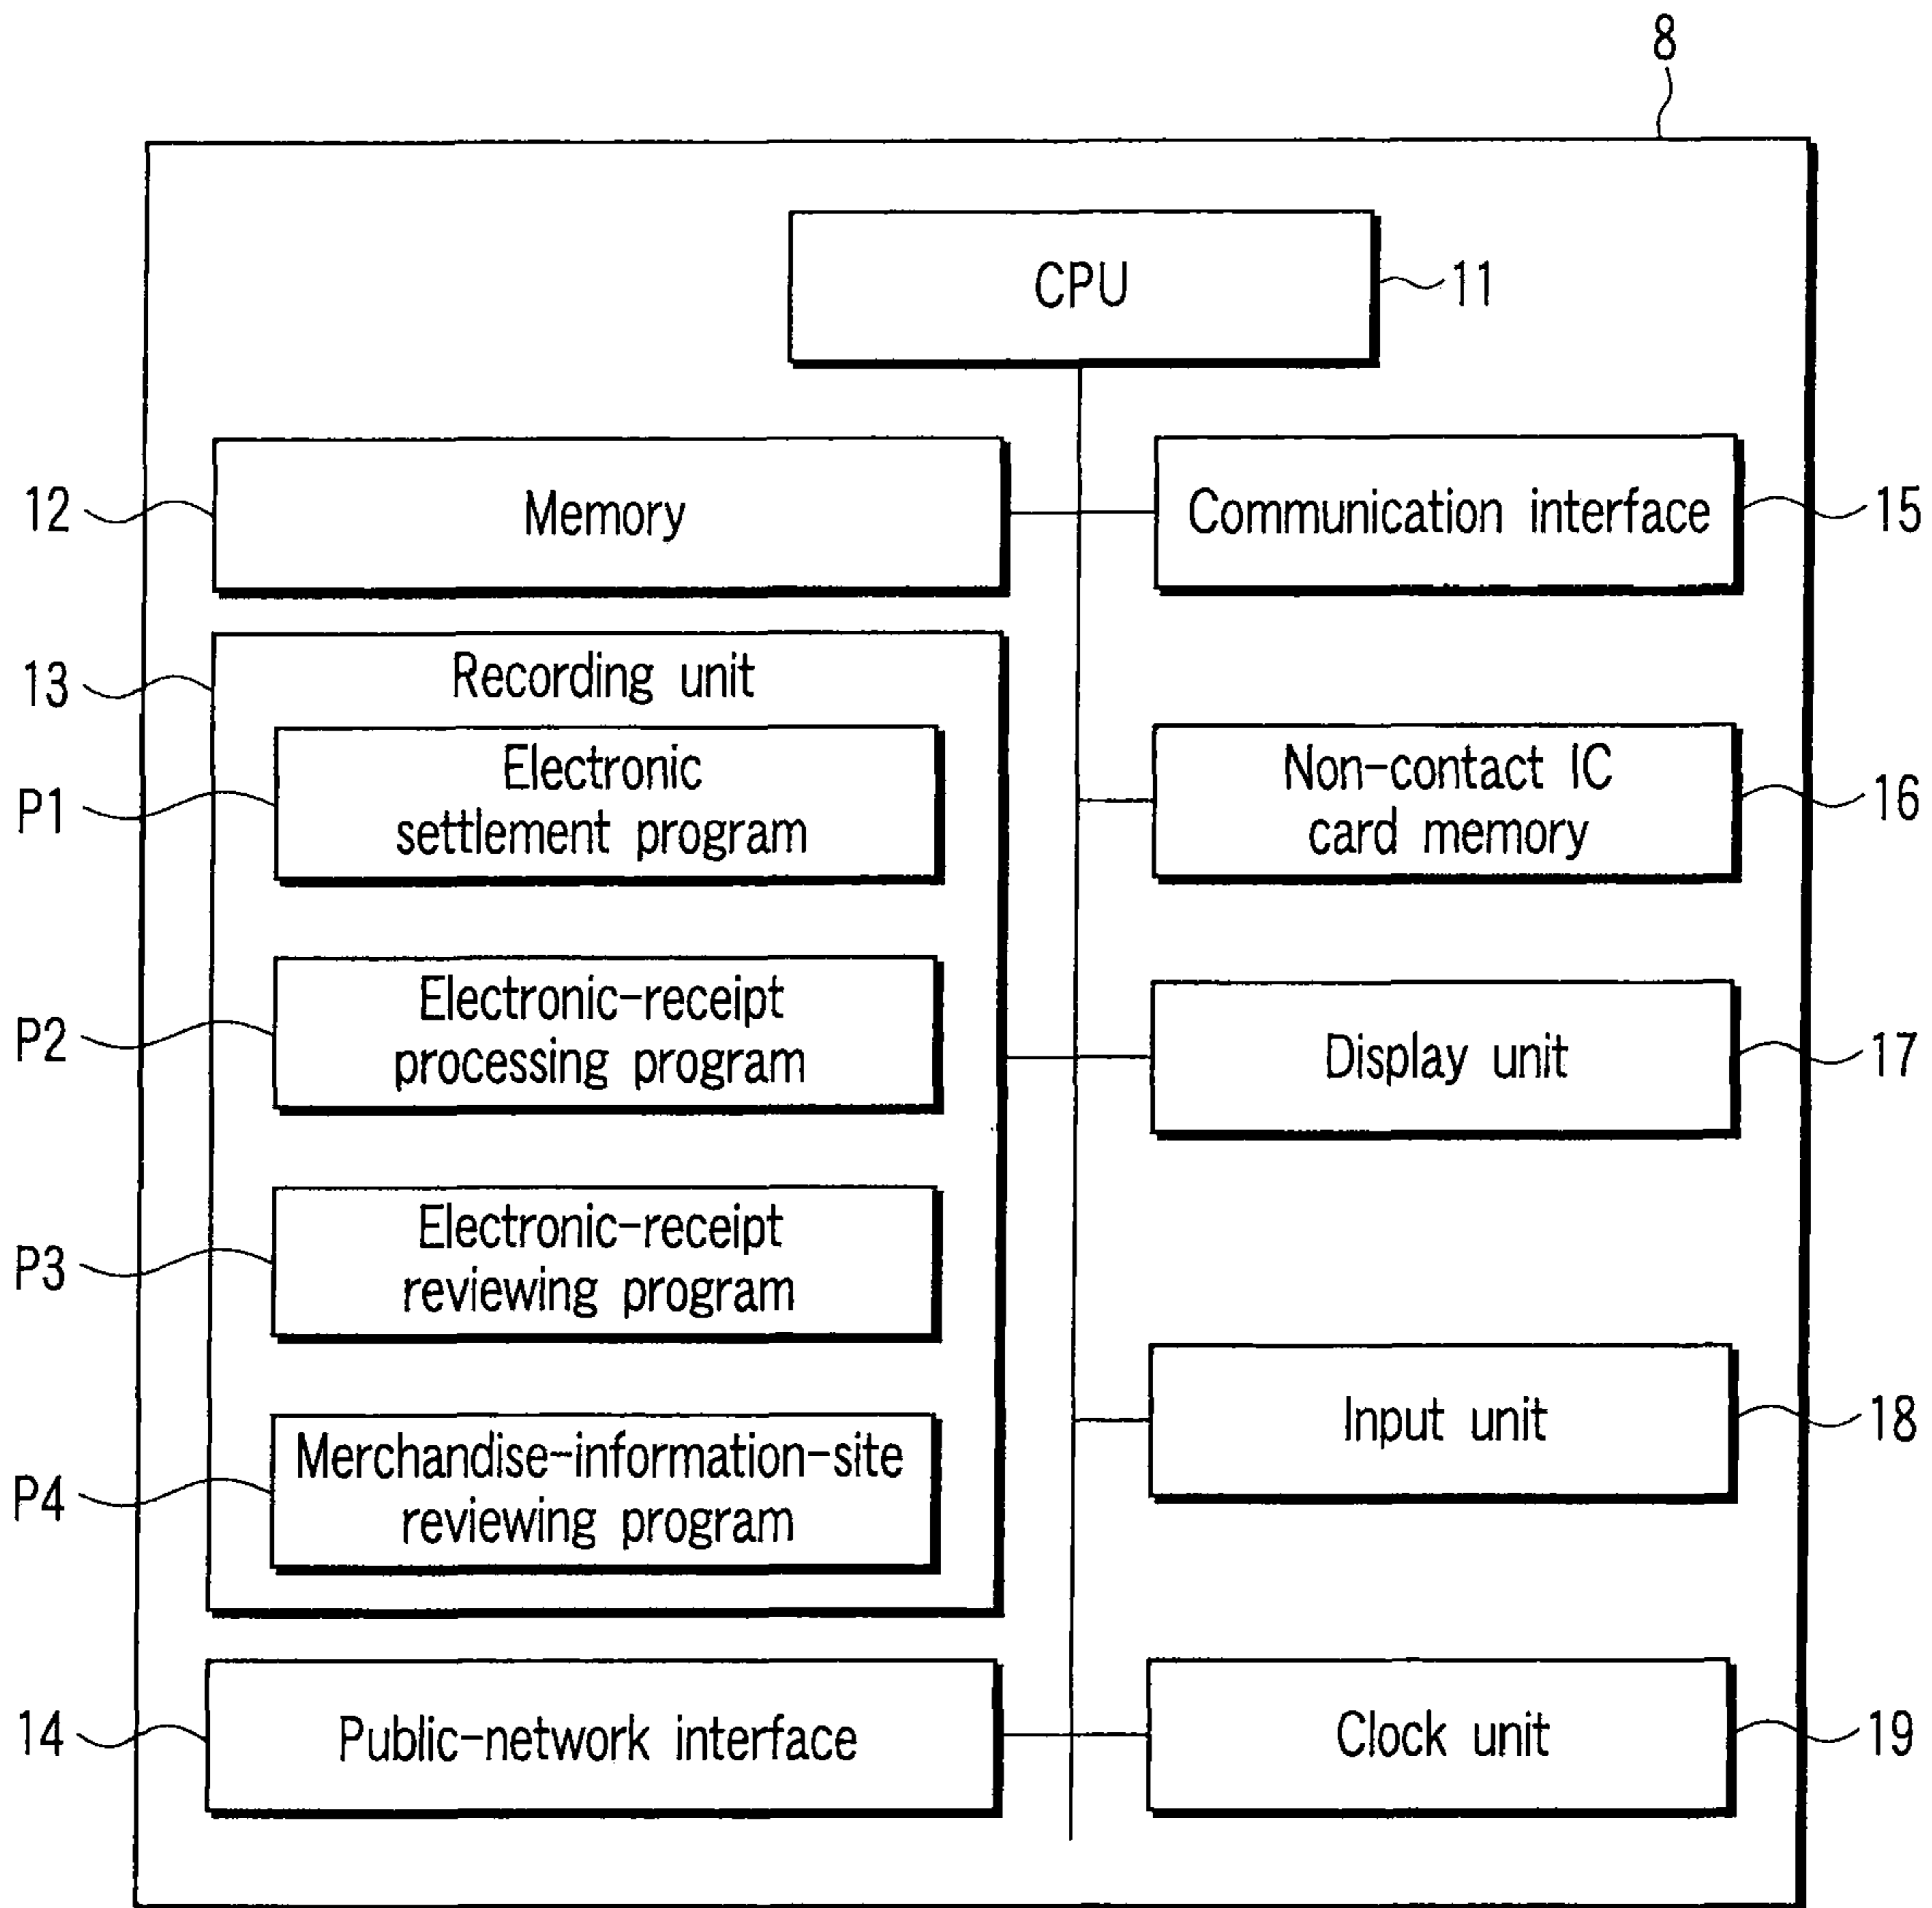 8
CPU
11
12
Memory
Communication interface
15
13
Recording unit
P1
Electronic
settlement program
Non-contact IC
card memory
16
P2
Electronic-receipt
processing program
Display unit
17
P3
Electronic-receipt
reviewing program
Input unit
18
P4
Merchandise-information-site
reviewing program
14
Public-network interface
Clock unit
19